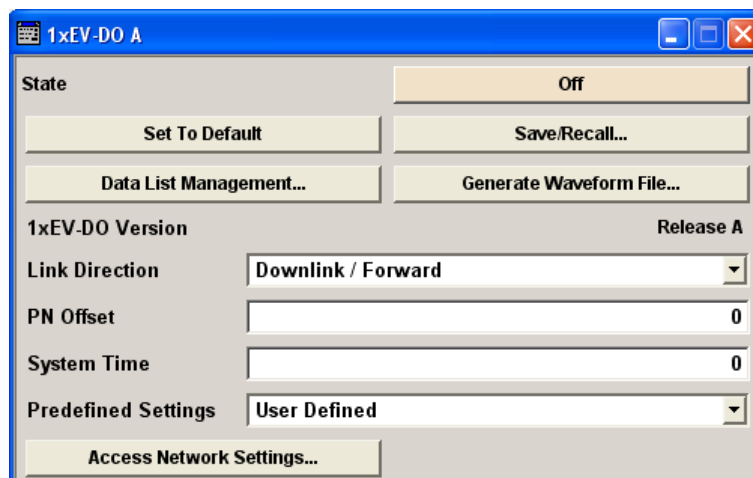 1xEV-DO A
State Off
Set To Default Save/Recall...
Data List Management... Generate Waveform File...
1xEV-DO Version Release A
Link Direction Downlink / Forward
PN Offset 0
System Time 0
Predefined Settings User Defined
Access Network Settings...